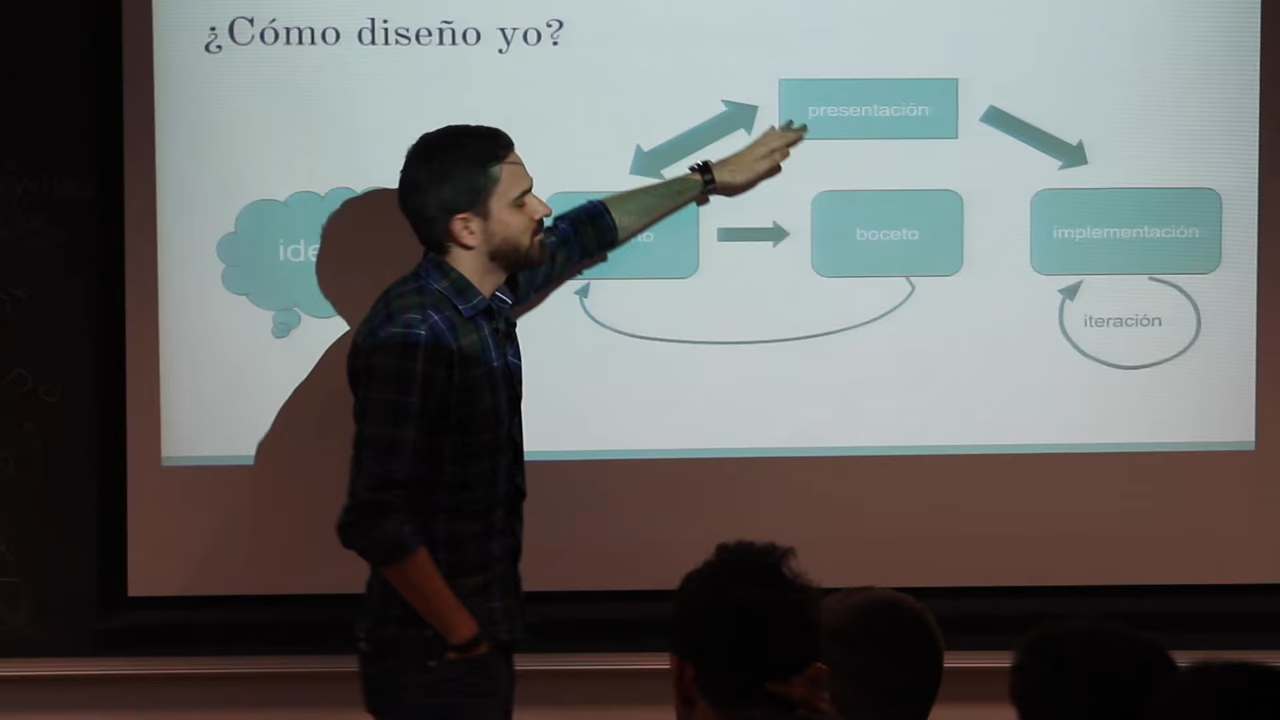 ¿Cómo diseño yo?
presentación
boceto
implementación
iteración